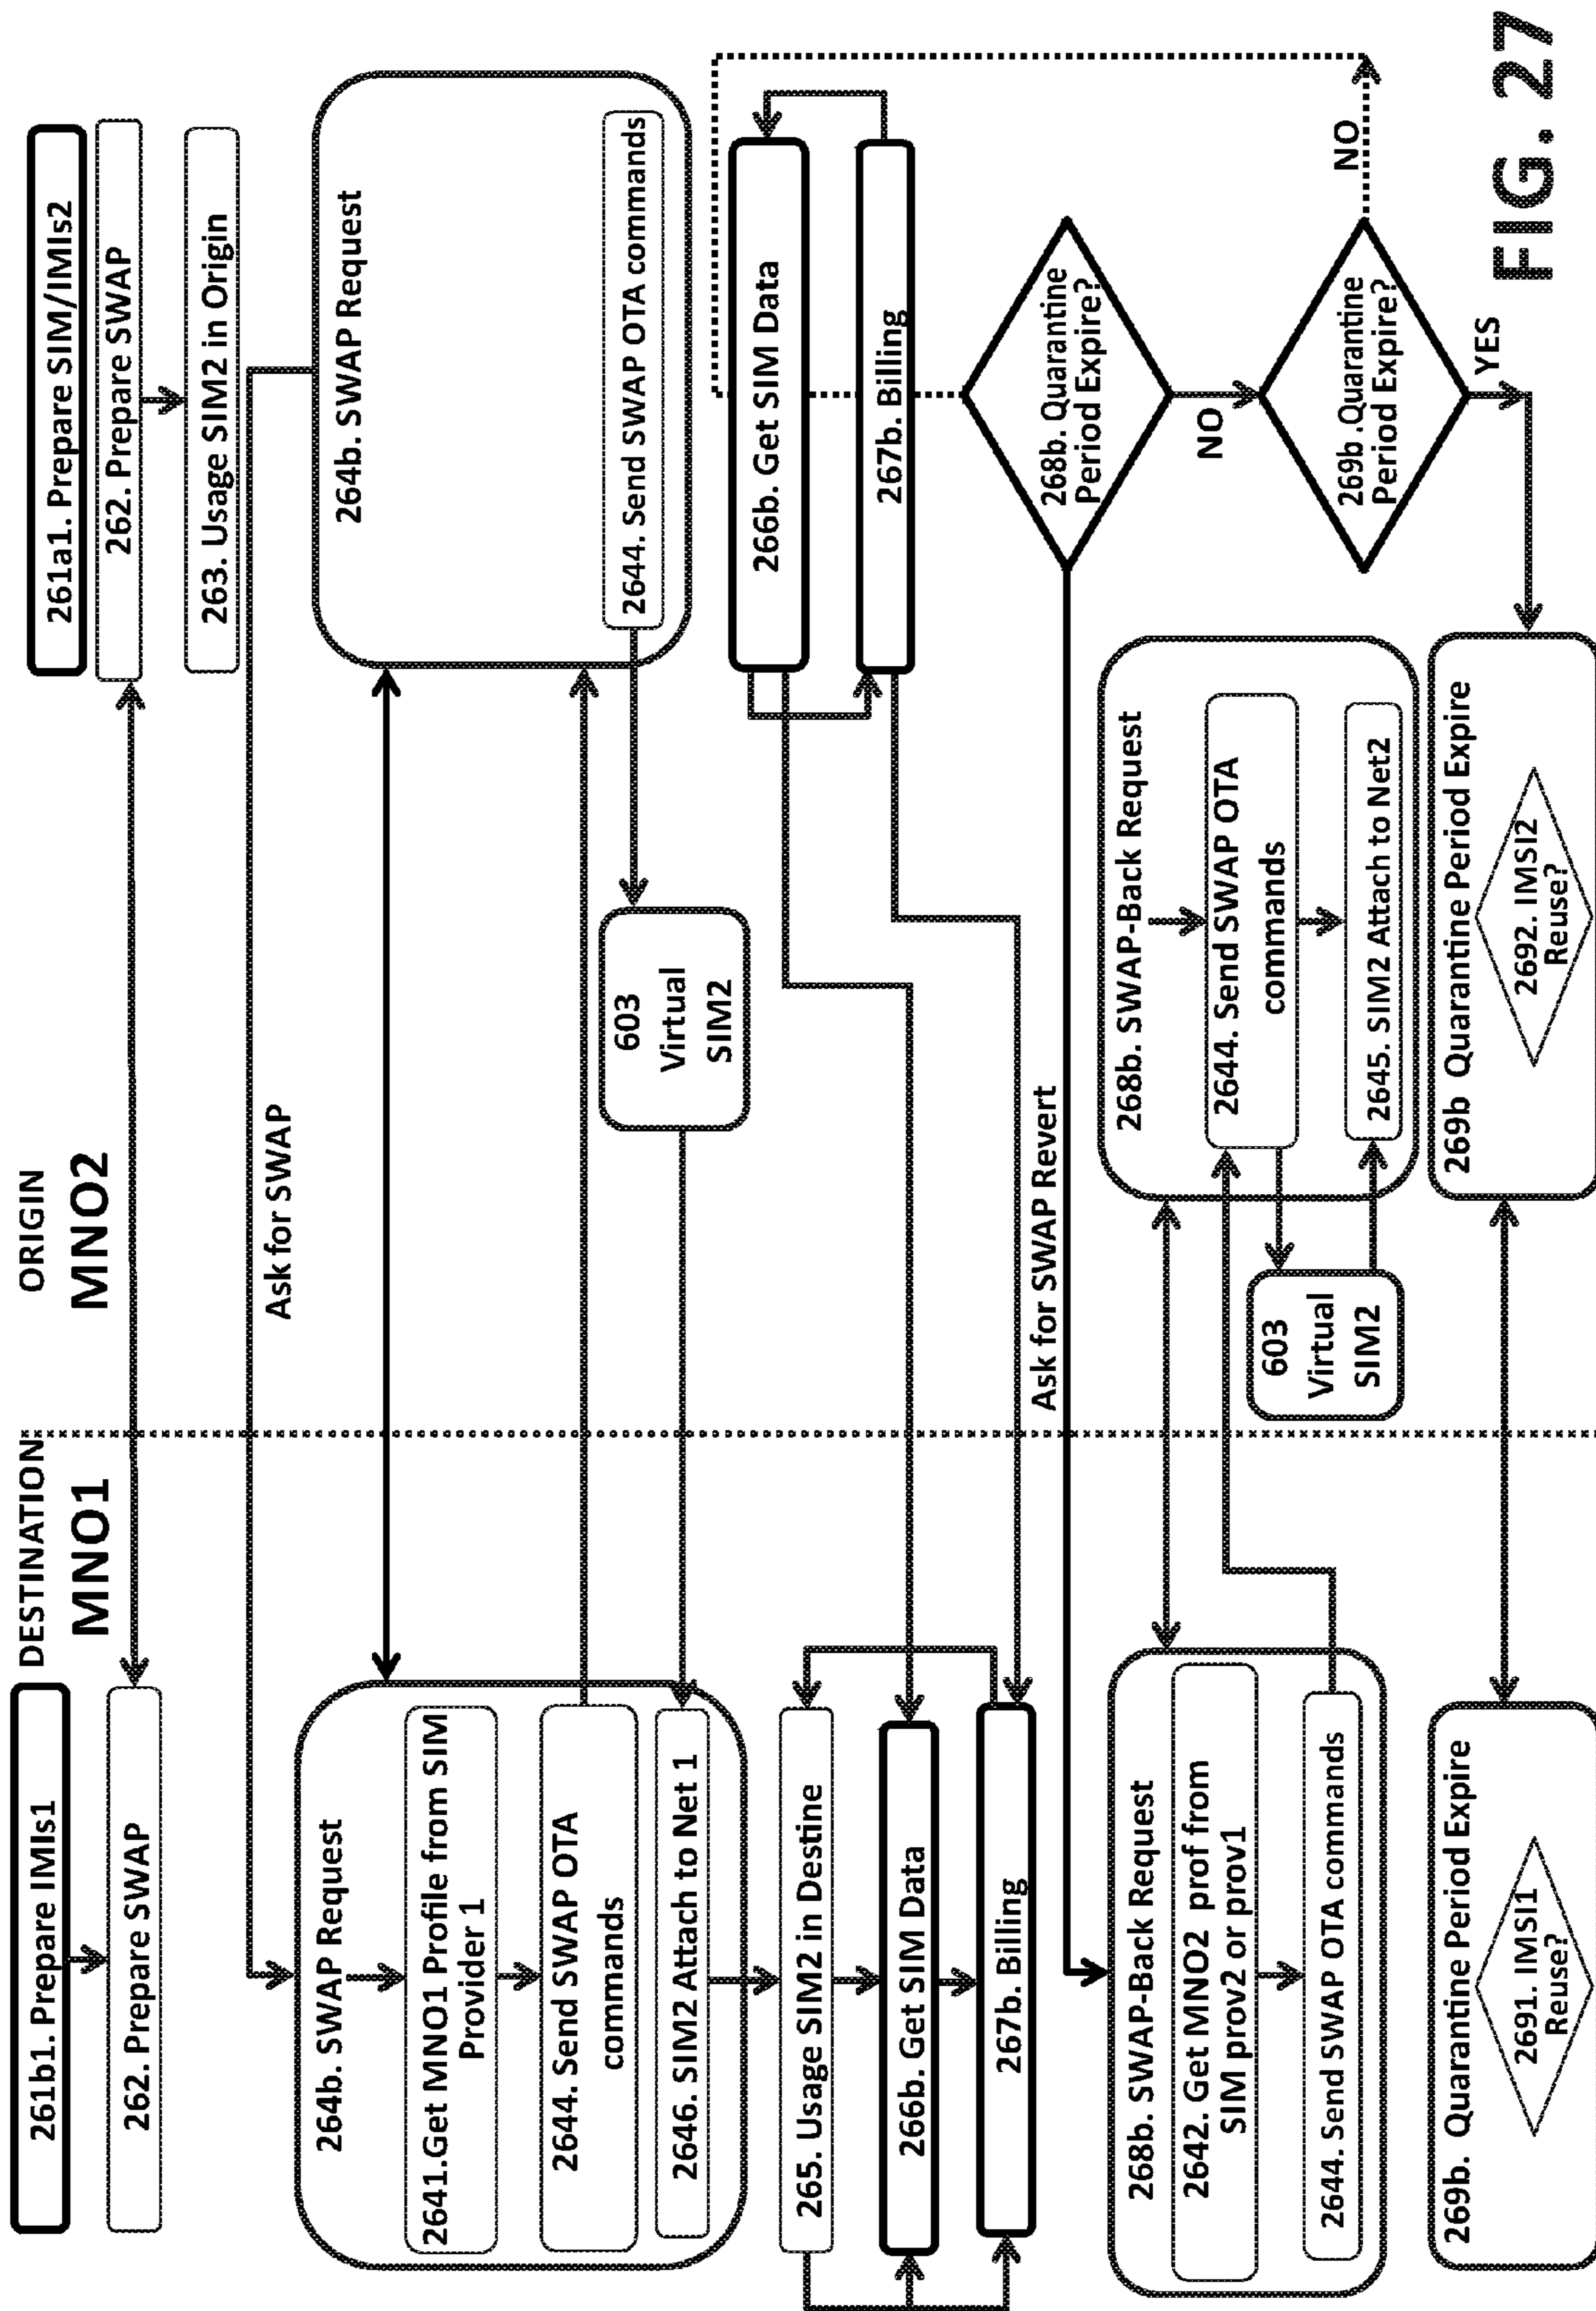 DESTINATION
MNO1
ORIGIN
MNO2
261b1. Prepare IMIs1
262. Prepare SWAP
261a1. Prepare SIM/IMIs2
262. Prepare SWAP
263. Usage SIM2 in Origin
Ask for SWAP
264b. SWAP Request
2641.Get MNO1 Profile from SIM
Provider 1
2644. Send SWAP OTA
commands
2646. SIM2 Attach to Net 1
264b. SWAP Request
2644. Send SWAP OTA commands
603
Virtual
SIM2
265. Usage SIM2 in Destine
266b. Get SIM Data
267b. Billing
266b. Get SIM Data
267b. Billing
Ask for SWAP Revert
268b. Quarantine
Period Expire?
NO
269b .Quarantine
Period Expire?
NO
YES
268b. SWAP-Back Request
2642. Get MNO2 prof from
SIM prov2 or prov1
2644. Send SWAP OTA commands
268b. SWAP-Back Request
2644. Send SWAP OTA
commands
2645. SIM2 Attach to Net2
603
Virtual
SIM2
269b. Quarantine Period Expire
2691. IMSI1
Reuse?
269b Quarantine Period Expire
2692. IMSI2
Reuse?
FIG. 27